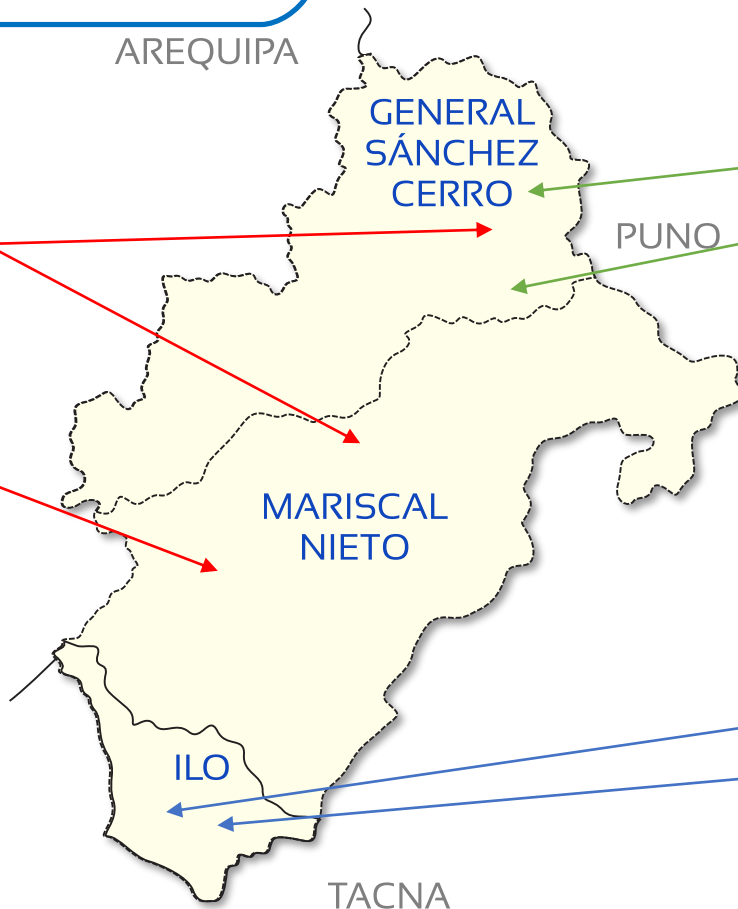 AREQUIPA
GENERAL
SÁNCHEZ
CERRO
PUNO
MARISCAL
NIETO
ILO
TACNA